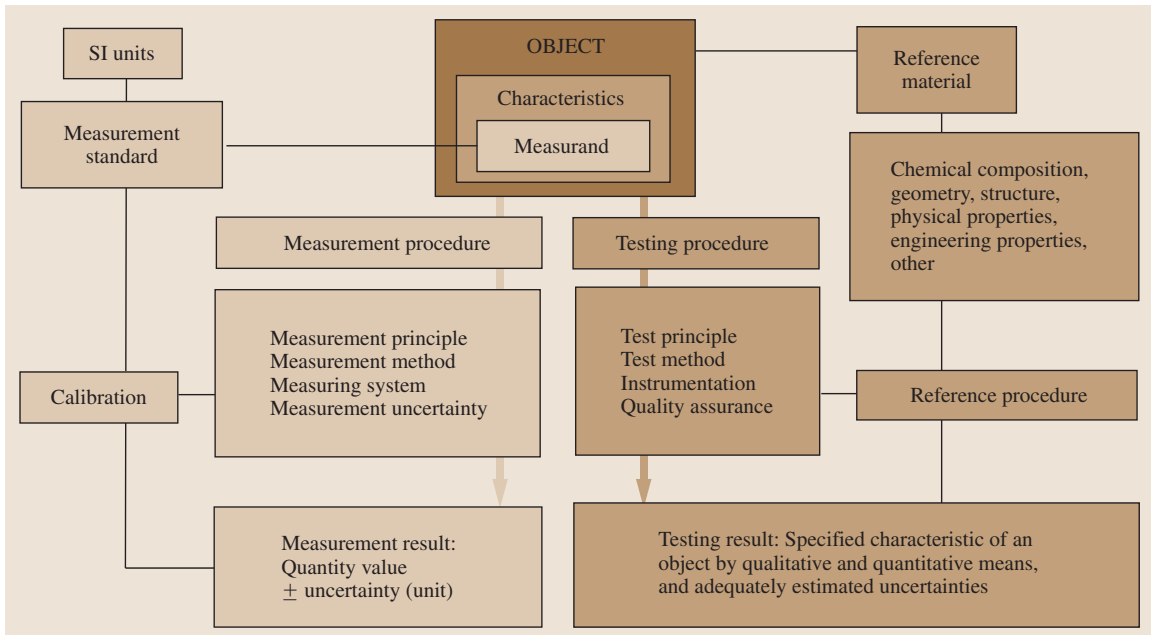 SI units
OBJECT
Reference
material
Characteristics
Measurand
Measurement
standard
Chemical composition,
geometry, structure,
physical properties,
engineering properties,
other
Measurement procedure
Testing procedure
Measurement principle
Measurement method
Measuring system
Measurement uncertainty
Test principle
Test method
Instrumentation
Quality assurance
Calibration
Reference procedure
Measurement result:
Quantity value
± uncertainty (unit)
Testing result: Specified characteristic of an
object by qualitative and quantitative means,
and adequately estimated uncertainties